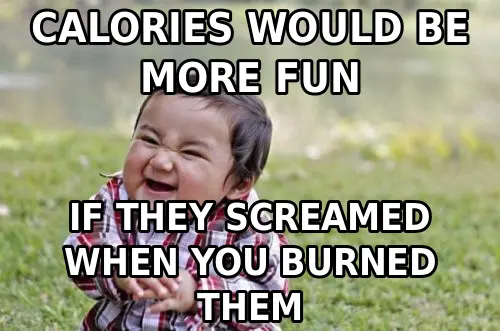 CALORIES WOULD BE
MORE FUN
IF THEY SCREAMED
WHEN YOU BURNED
THEM